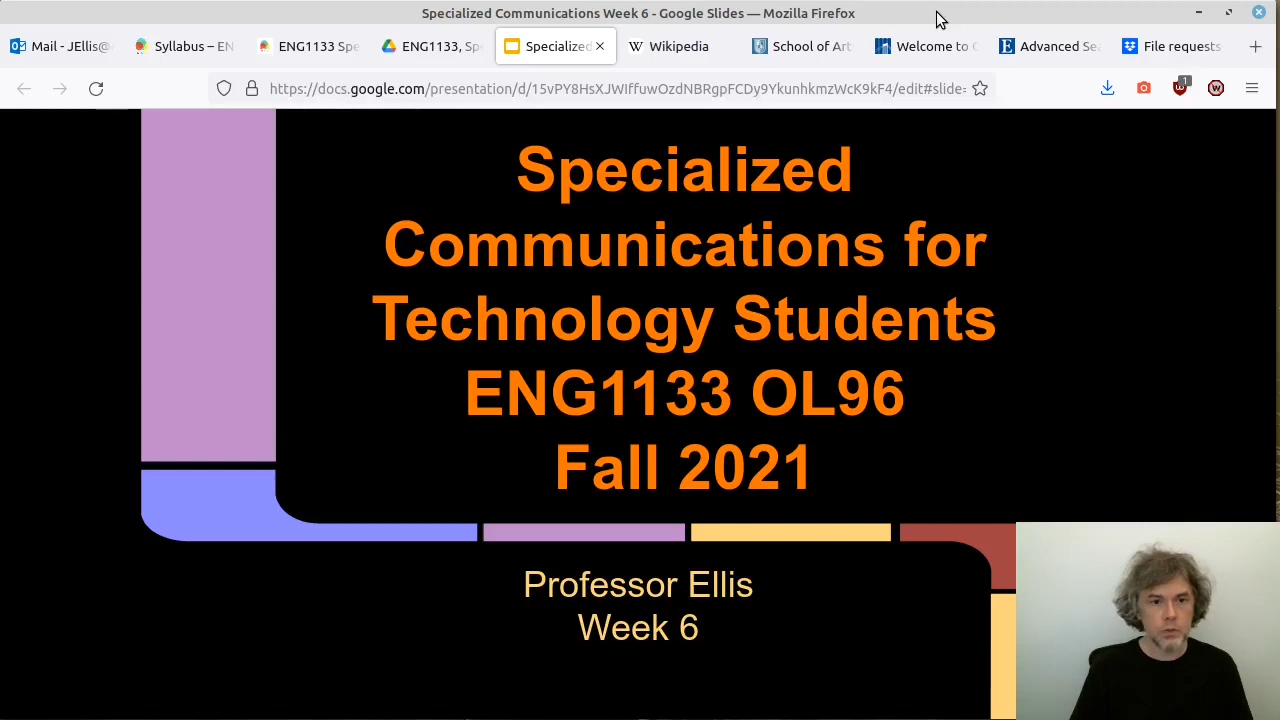 Specialized Communications Week 6 - Google Slides — Mozilla Firefox
Mail - JEllis@
Syllabus – EN
ENG1133 Spe
ENG1133, Sp
Specialized
Wikipedia
School of Art
Welcome to
Advanced Sea
File requests
https://docs.google.com/presentation/d/15vPY8HsXJWIffuwOzdNBRgpFCDy9YkunhkmzWcK9kF4/edit#slide=
1
Specialized
Communications for
Technology Students
ENG1133 OL96
Fall 2021
Professor Ellis
Week 6